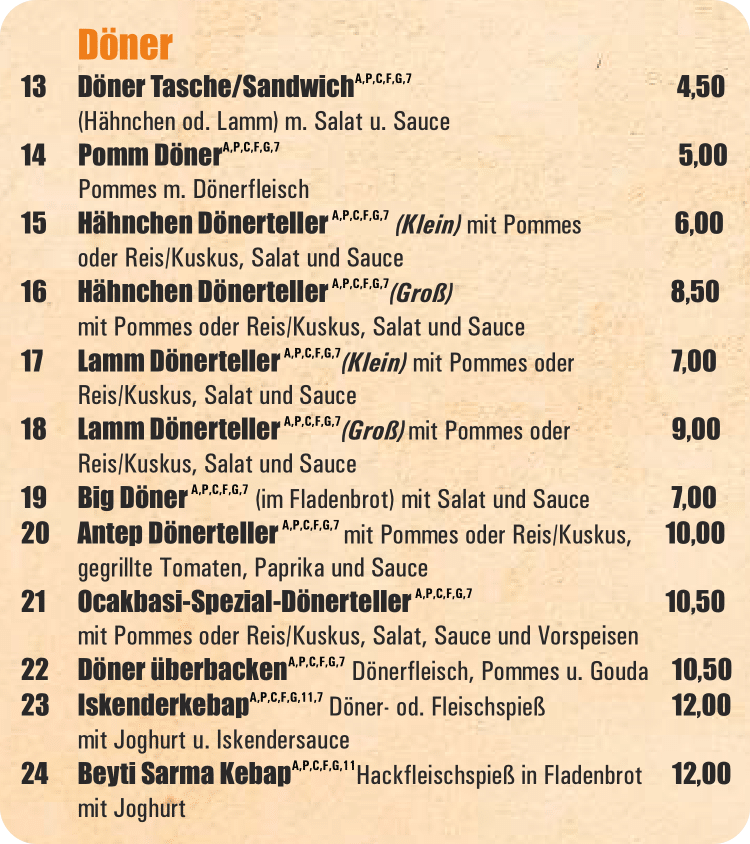 Döner
13 Döner Tasche/Sandwich A,P,C,F,G,7 4,50
(Hähnchen od. Lamm) m. Salat u. Sauce
14 Pomm Döner A,P,C,F,G,7 5,00
Pommes m. Dönerfleisch
15 Hähnchen Dönerteller A,P,C,F,G,7 (Klein) mit Pommes 6,00
oder Reis/Kuskus, Salat und Sauce
16 Hähnchen Dönerteller A,P,C,F,G,7 (Groß) 8,50
mit Pommes oder Reis/Kuskus, Salat und Sauce
17 Lamm Dönerteller A,P,C,F,G,7 (Klein) mit Pommes oder 7,00
Reis/Kuskus, Salat und Sauce
18 Lamm Dönerteller A,P,C,F,G,7 (Groß) mit Pommes oder 9,00
Reis/Kuskus, Salat und Sauce
19 Big Döner A,P,C,F,G,7 (im Fladenbrot) mit Salat und Sauce 7,00
20 Antep Dönerteller A,P,C,F,G,7 mit Pommes oder Reis/Kuskus, 10,00
gegrillte Tomaten, Paprika und Sauce
21 Ocakbasi-Spezial-Dönerteller A,P,C,F,G,7 10,50
mit Pommes oder Reis/Kuskus, Salat, Sauce und Vorspeisen
22 Döner überbacken A,P,C,F,G,7 Dönerfleisch, Pommes u. Gouda 10,50
23 Iskenderkebap A,P,C,F,G,11,7 Döner- od. Fleischspieß 12,00
mit Joghurt u. Iskendersauce
24 Beyti Sarma Kebap A,P,C,F,G,11 Hackfleischspieß in Fladenbrot 12,00
mit Joghurt